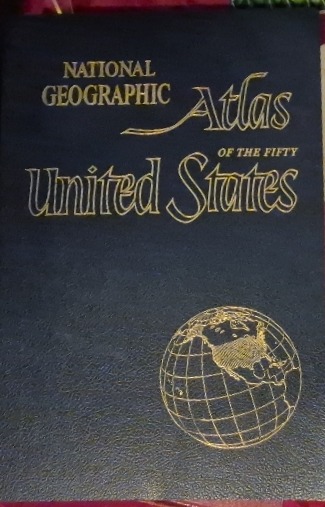 NATIONAL
GEOGRAPHIC Atlas
OF THE FIFTY
United States